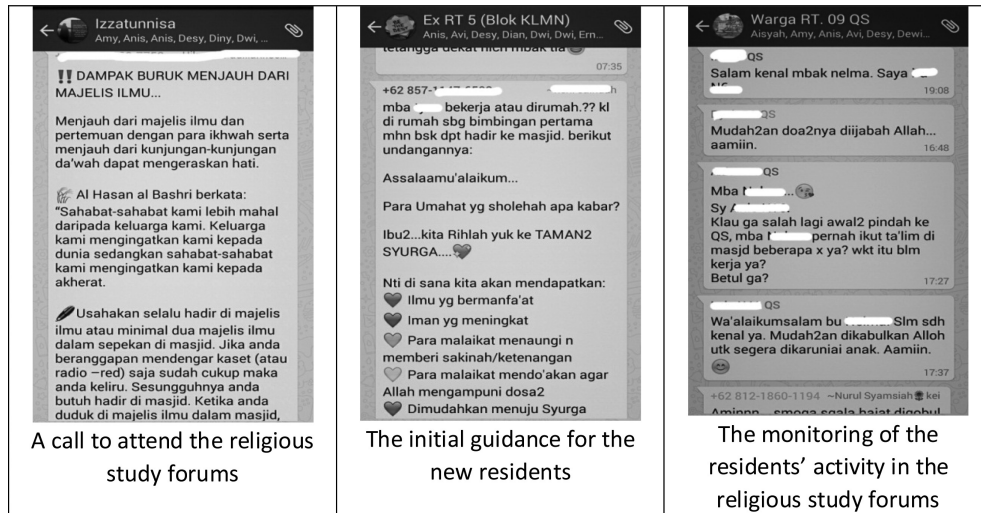 Izzatunnisa
Amy, Anis, Anis, Desy, Diny, Dwi, ...
!! DAMPAK BURUK MENJAUH DARI
MAJELIS ILMU...
Menjauh dari majelis ilmu dan
pertemuan dengan para ikhwah serta
menjauh dari kunjungan-kunjungan
da'wah dapat mengeraskan hati.
Al Hasan al Bashri berkata:
"Sahabat-sahabat kami lebih mahal
daripada keluarga kami. Keluarga
kami mengingatkan kami kepada
dunia sedangkan sahabat-sahabat
kami mengingatkan kami kepada
akherat.
Usahakan selalu hadir di majelis
ilmu atau minimal dua majelis ilmu
dalam sepekan di masjid. Jika anda
beranggapan mendengar kaset (atau
radio –red) saja sudah cukup maka
anda keliru. Sesungguhnya anda
butuh hadir di masjid. Ketika anda
duduk di majelis ilmu dalam masjid,
A call to attend the religious
study forums
Ex RT 5 (Blok KLMN)
Anis, Avi, Desy, Dian, Dwi, Dwi, Ern...
tetangga dekat nich mbak tia
07:35
+62 857-
mba bekerja atau dirumah.?? kl
di rumah sbg bimbingan pertama
mhn bsk dpt hadir ke masjid. berikut
undangannya:
Assalaamu'alaikum...
Para Umahat yg sholehah apa kabar?
Ibu2...kita Rihlah yuk ke TAMAN2
SYURGA....
Nti di sana kita akan mendapatkan:
Ilmu yg bermanfa'at
Iman yg meningkat
Para malaikat menaungi n
memberi sakinah/ketenangan
Para malaikat mendo'akan agar
Allah mengampuni dosa2
Dimudahkan menuju Syurga
The initial guidance for the
new residents
Warga RT. 09 QS
Aisyah, Amy, Anis, Avi, Desy, Dewi...
QS
Salam kenal mbak nelma. Saya
19:08
QS
Mudah2an doa2nya diijabah Allah...
aamiin.
16:48
QS
Mba ...
Sy
Klau ga salah lagi awal2 pindah ke
QS, mba pernah ikut ta'lim di
masjd beberapa x ya? wkt itu blm
kerja ya?
Betul ga?
17:27
QS
Wa'alaikumsalam bu Slm sdh
kenal ya. Mudah2an dikabulkan Alloh
utk segera dikaruniai anak. Aamiin.
17:37
+62 812-1860-1194 ~Nurul Syamsiah kei
Aminnn smoga sgala hajat
The monitoring of the
residents' activity in the
religious study forums